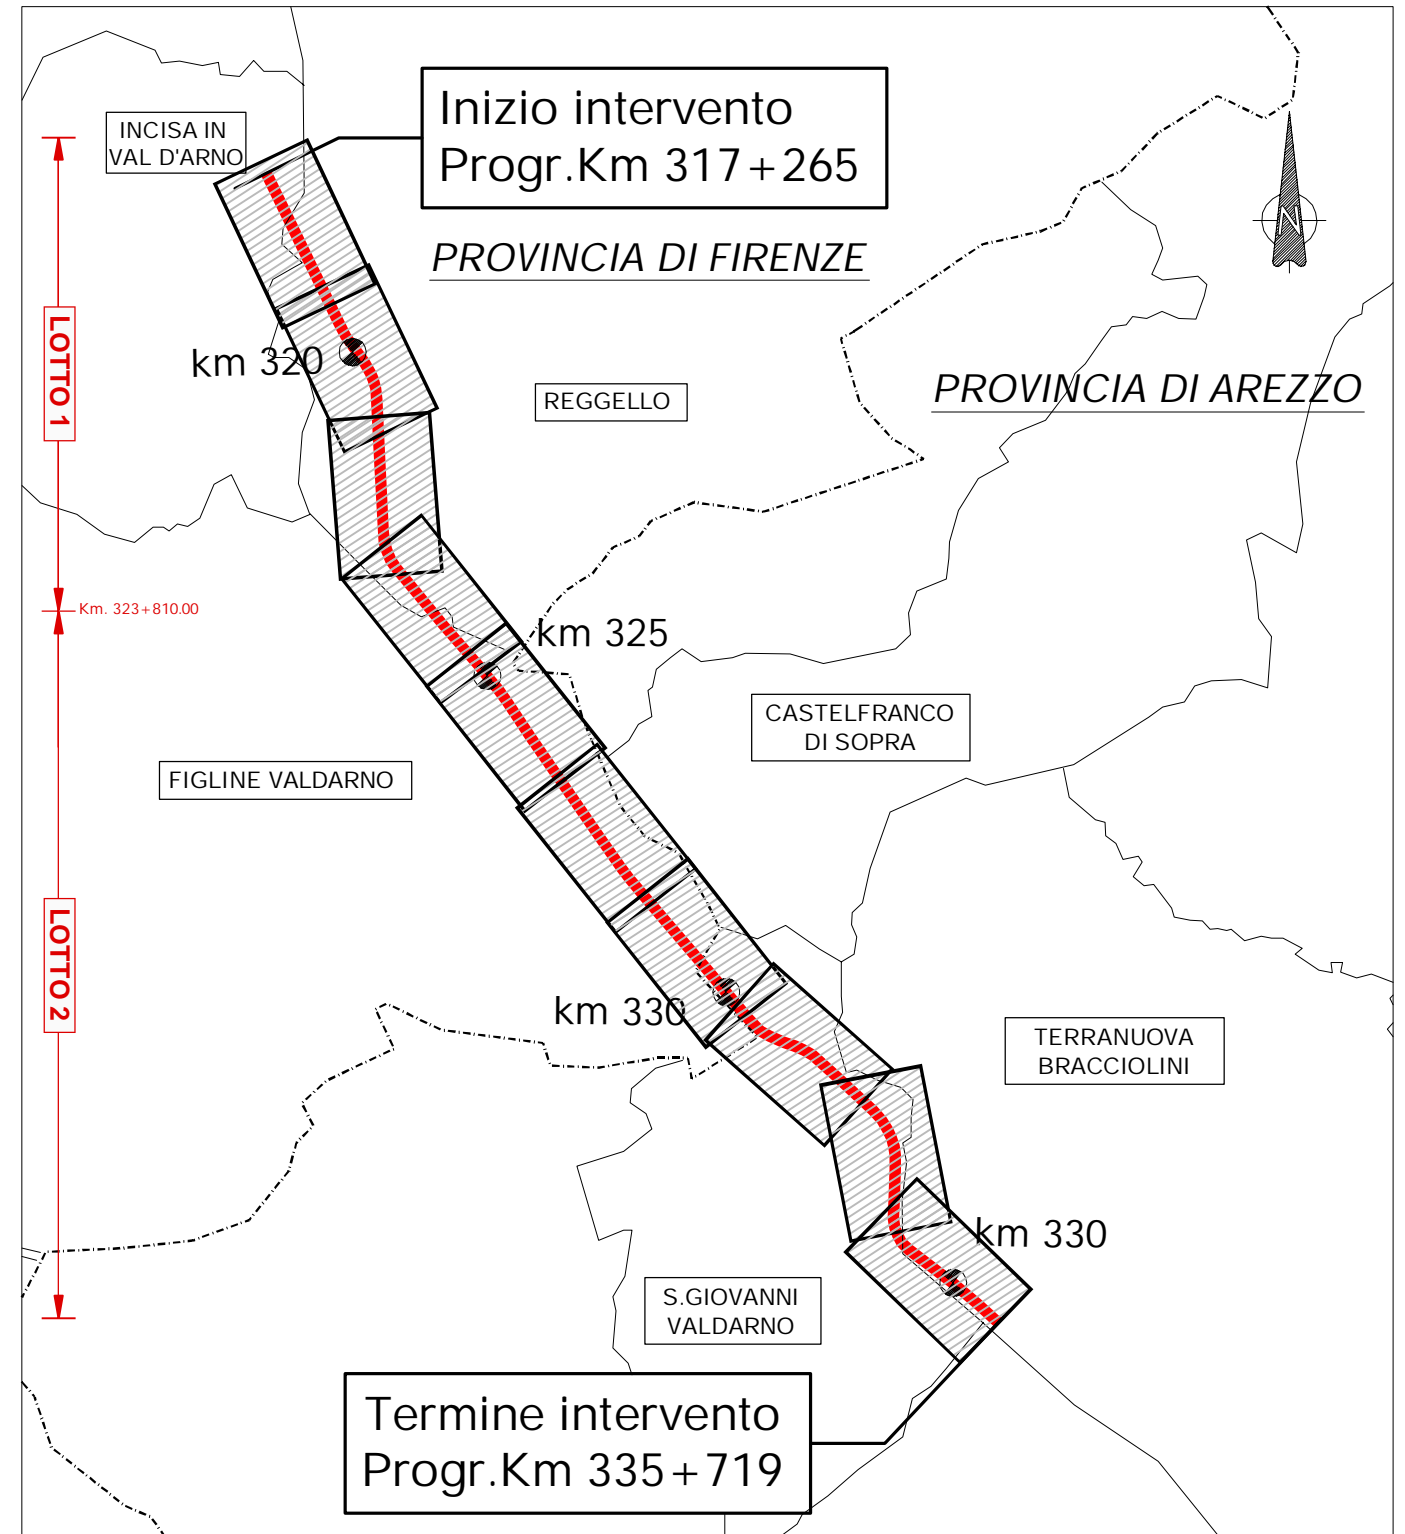 INCISA IN
VAL D'ARNO
Inizio intervento
Progr.Km 317+265
N
PROVINCIA DI FIRENZE
km 320
LOTTO 1
REGGELLO
PROVINCIA DI AREZZO
Km. 323+810.00
km 325
CASTELFRANCO
DI SOPRA
FIGLINE VALDARNO
LOTTO 2
km 330
TERRANUOVA
BRACCIOLINI
km 330
S.GIOVANNI
VALDARNO
Termine intervento
Progr.Km 335+719